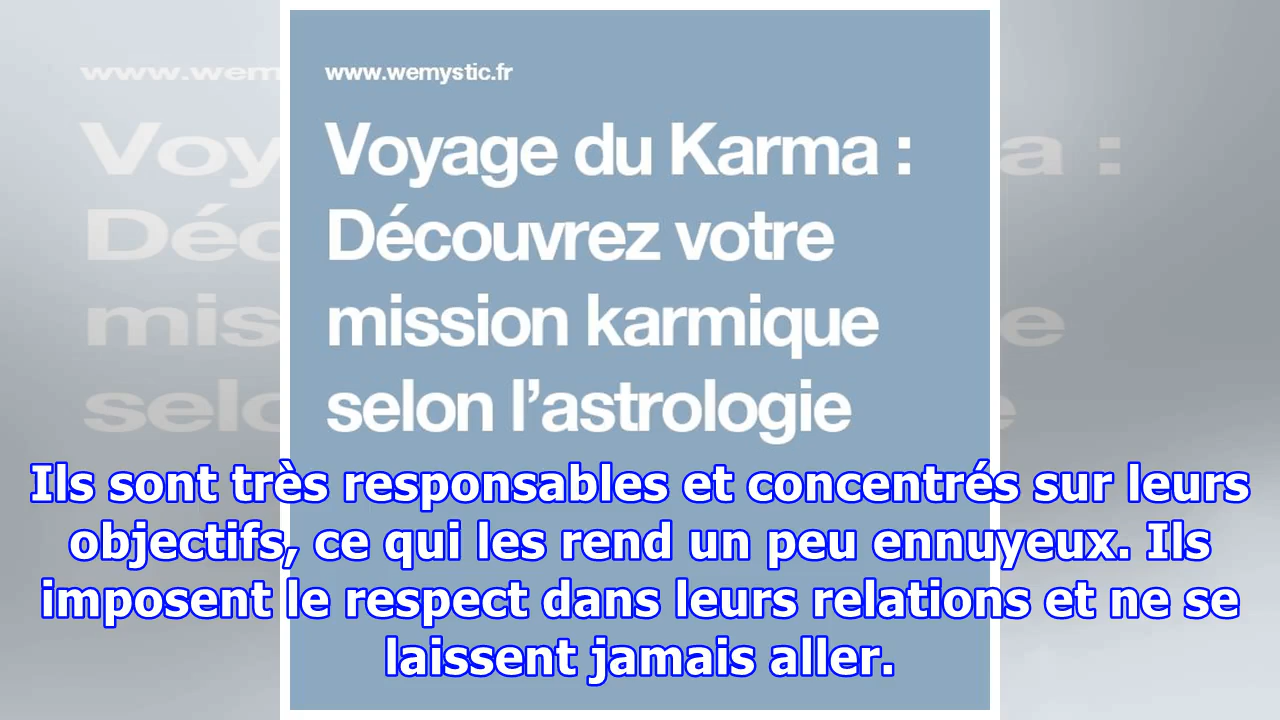 www.wemystic.fr
Voyage du Karma :
Découvrez votre
mission karmique
selon l’astrologie
Ils sont très responsables et concentrés sur leurs
objectifs, ce qui les rend un peu ennuyeux. Ils
imposent le respect dans leurs relations et ne se
laissent jamais aller.